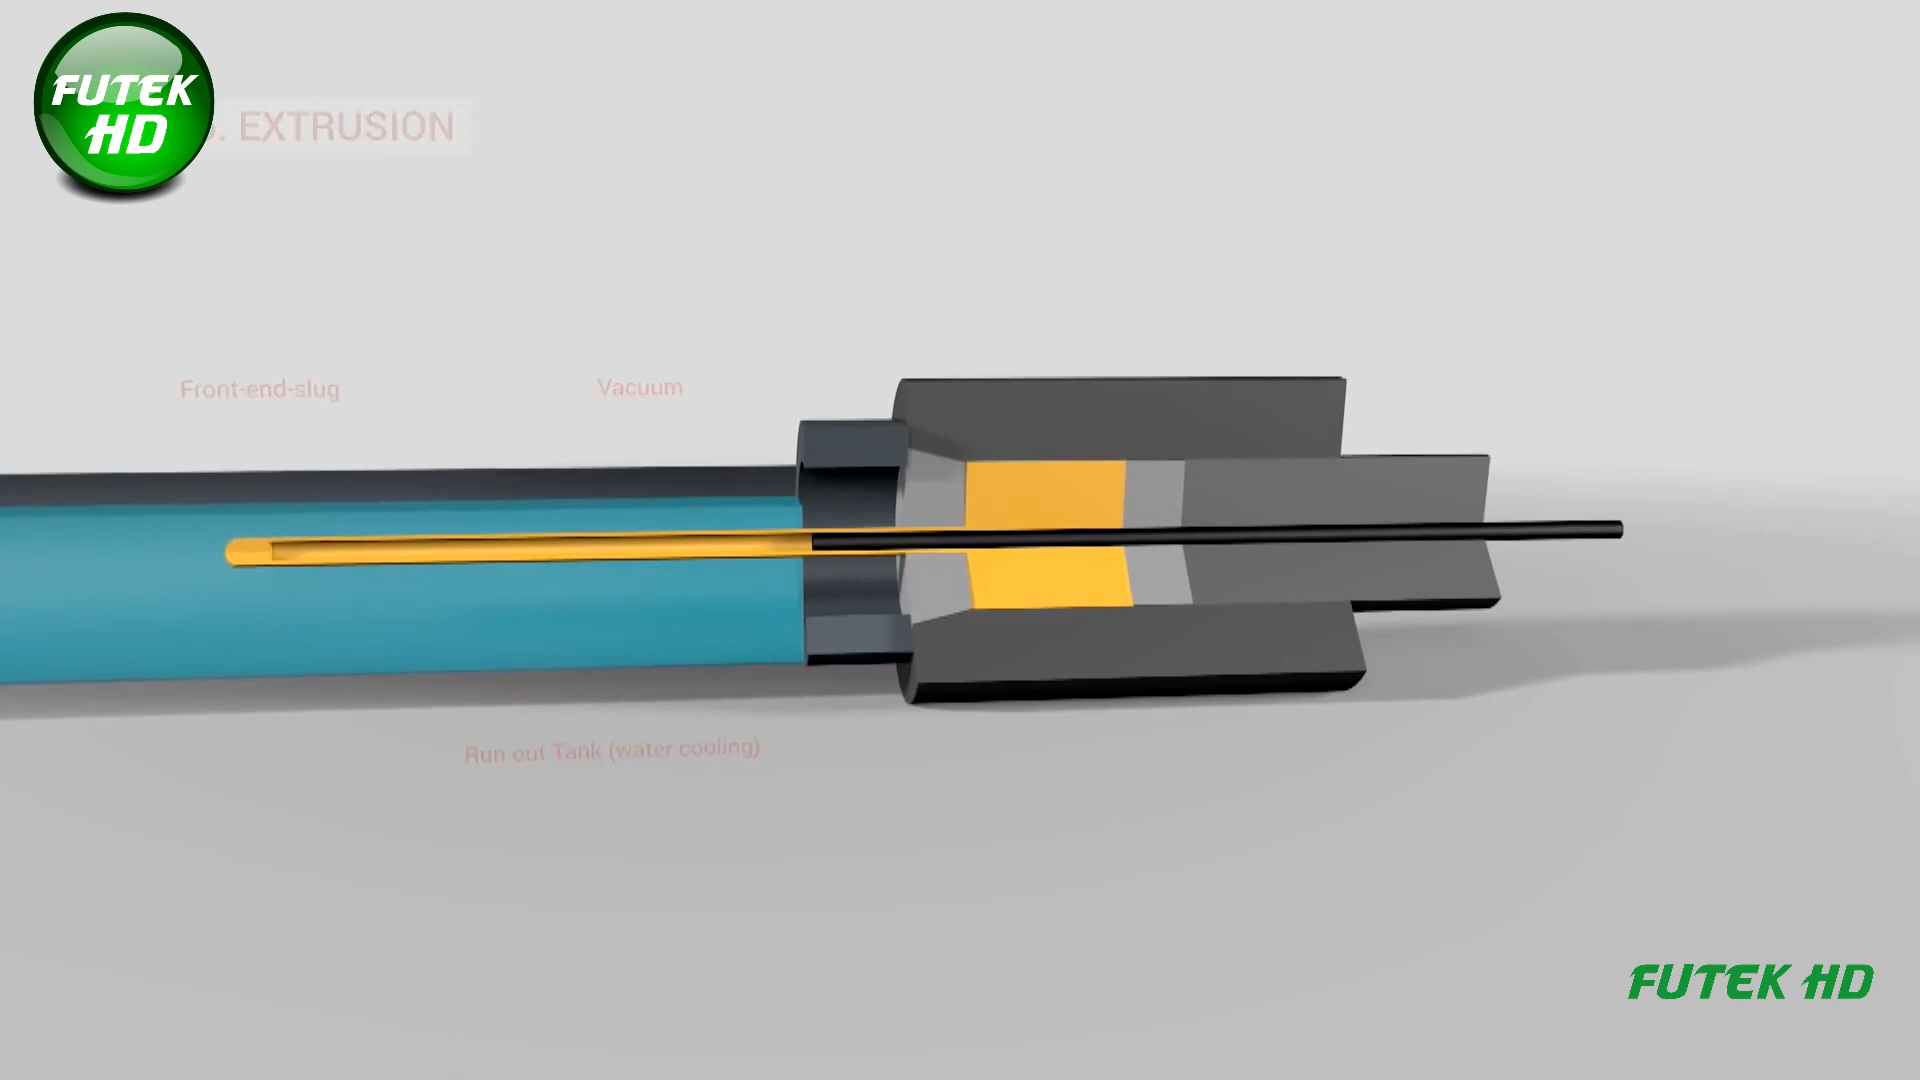 FUTEK
HD
. EXTRUSION
Front-end-slug
Vacuum
Run out Tank (water cooling)
FUTEK HD